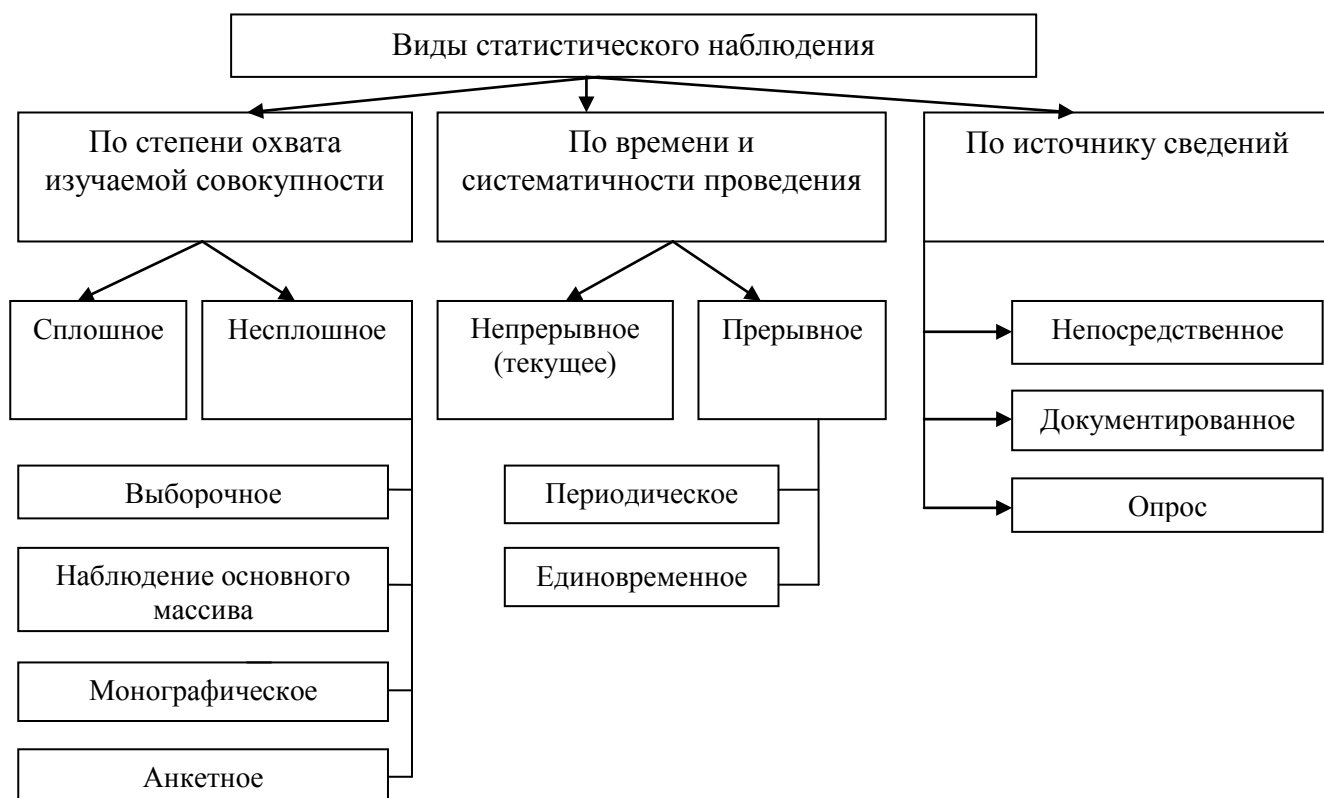 Виды статистического наблюдения
По степени охвата
изучаемой совокупности
По времени и
систематичности проведения
По источнику сведений
Сплошное
Несплошное
Непрерывное
(текущее)
Прерывное
Непосредственное
Документированное
Опрос
Выборочное
Наблюдение основного
массива
Монографическое
Анкетное
Периодическое
Единовременное